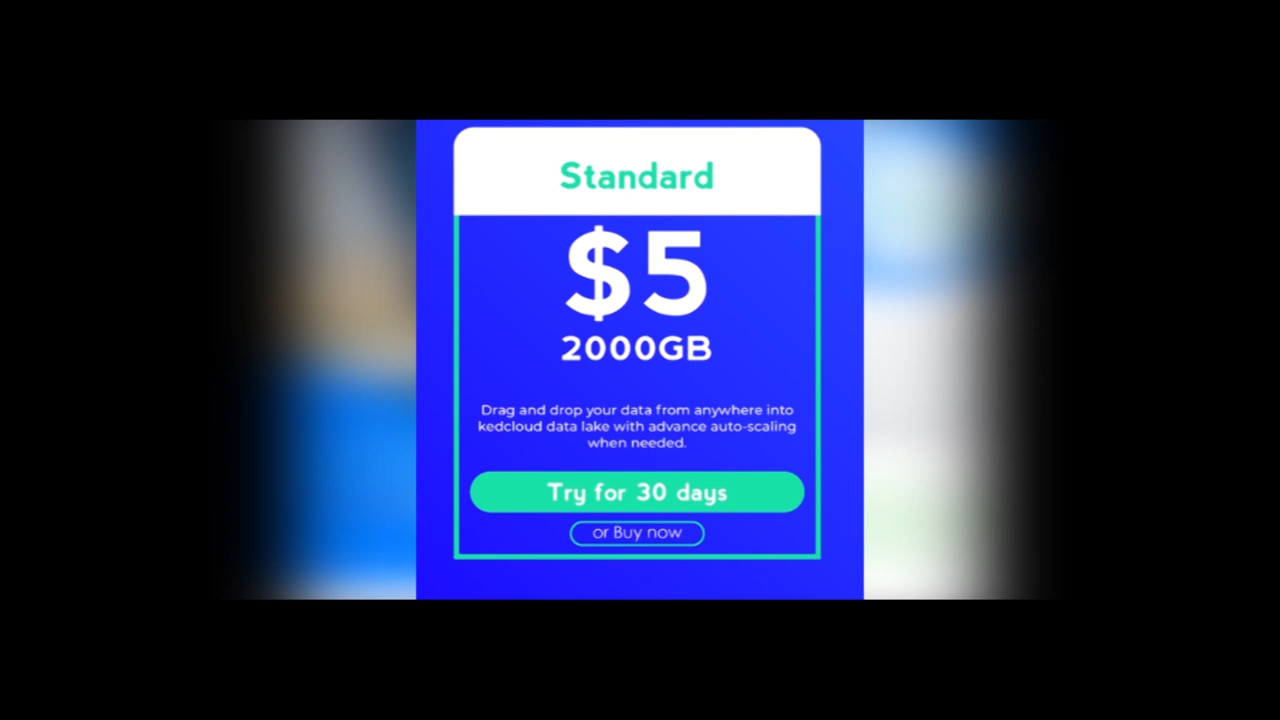 Standard
$5
2000GB
Drag and drop your data from anywhere into
kedcloud data lake with advance auto-scaling
when needed.
Try for 30 days
or Buy now